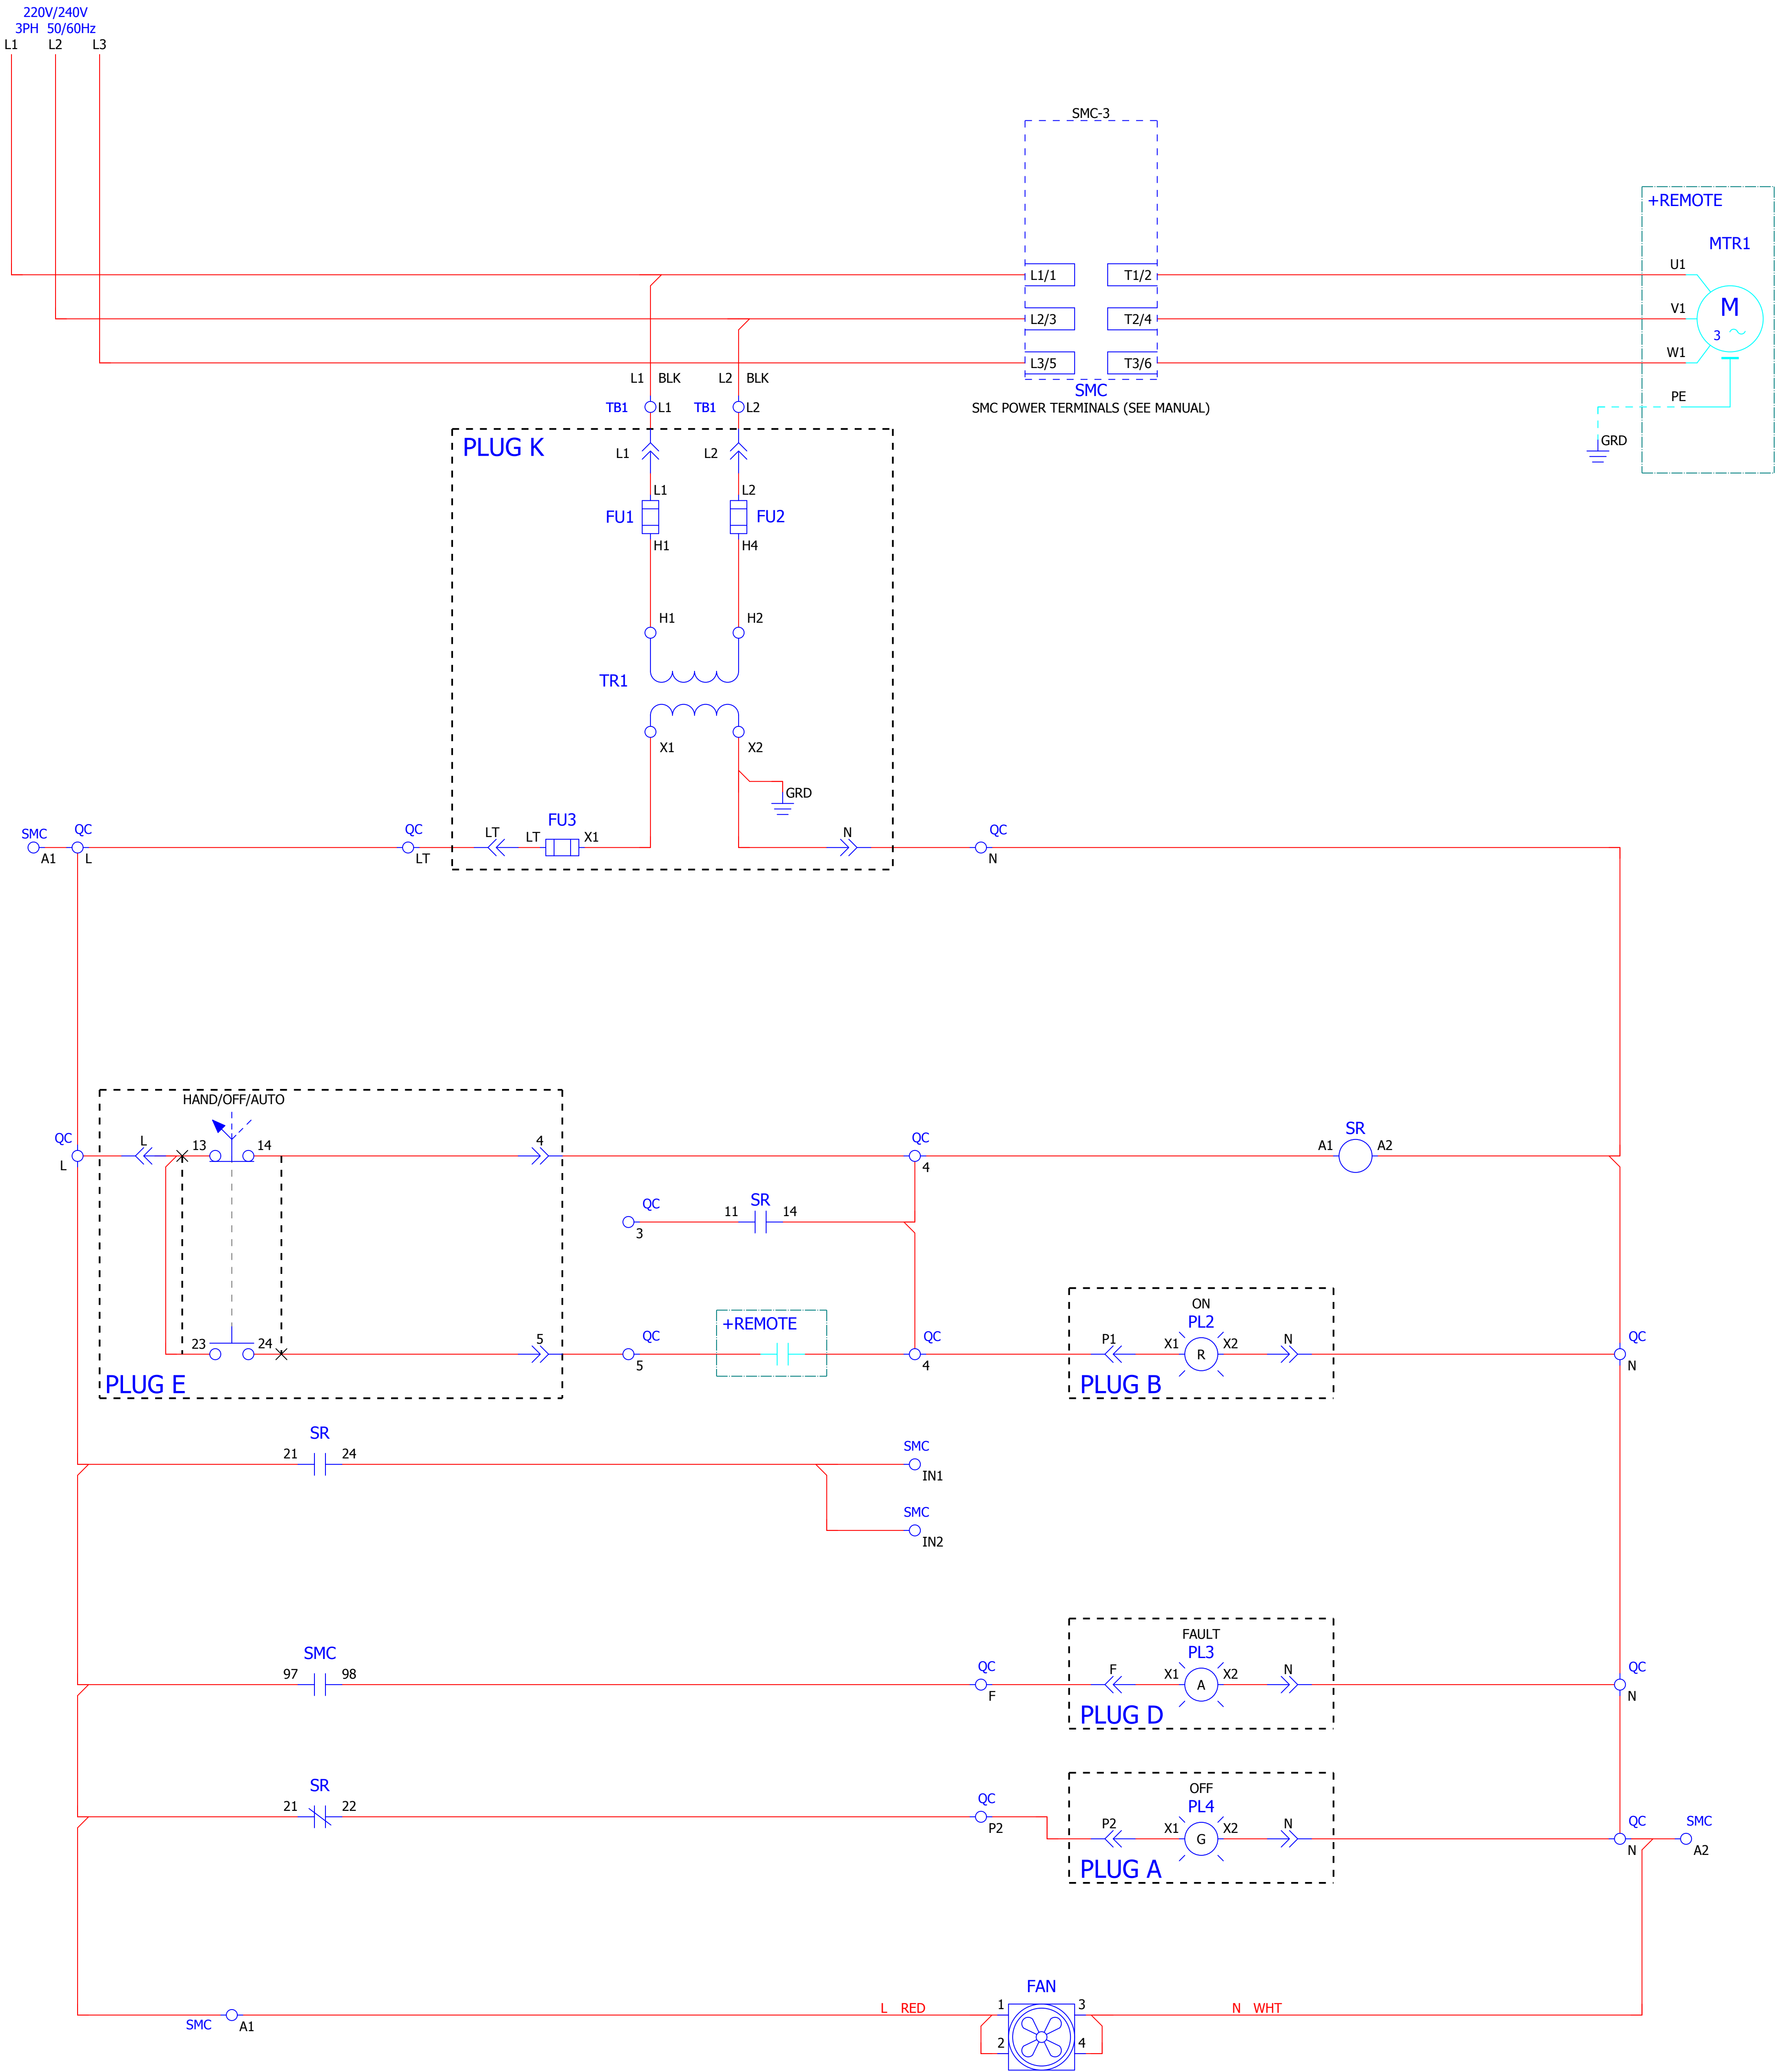 220V/240V
3PH 50/60Hz
L1 L2 L3
SMC-3
+REMOTE
MTR1
L1/1 T1/2 U1
L2/3 T2/4 V1 M
3
L3/5 T3/6 W1
SMC
SMC POWER TERMINALS (SEE MANUAL)
PE
GRD
L1 BLK L2 BLK
TB1 L1 TB1 L2
PLUG K
L1 L2
L1 L2
FU1 FU2
H1 H4
H1 H2
TR1
X1 X2
GRD
FU3
SMC QC QC LT LT X1 N QC
A1 L LT N
HAND/OFF/AUTO
QC L 13 14 4 QC SR
L 4 A1 A2
QC 11 SR 14
3
+REMOTE
ON
PL2
23 24 5 QC QC P1 X1 R X2 N QC
5 4 N
PLUG E PLUG B
SR
21 24 SMC
IN1
SMC
IN2
FAULT
SMC PL3
97 98 QC F X1 A X2 N QC
F N
PLUG D
SR OFF
21 22 QC PL4
P2 P2 X1 G X2 N QC SMC
N A2
PLUG A
FAN
L RED 1 3 N WHT
SMC A1
2 4